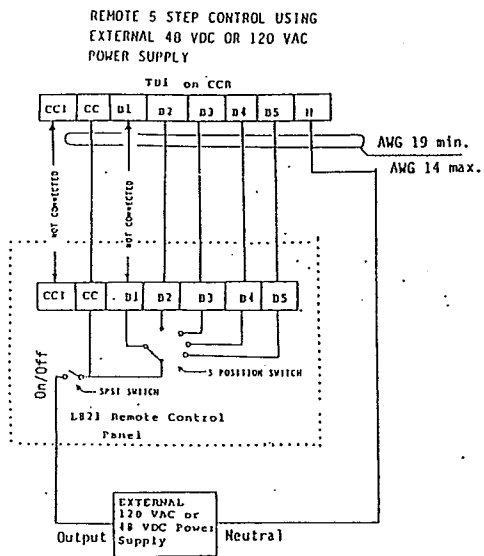 REMOTE 5 STEP CONTROL USING
EXTERNAL 48 VDC OR 120 VAC
POWER SUPPLY
TB1 on CCR
CCI CC B1 B2 B3 B4 B5 N
AWG 19 min.
AWG 14 max.
NOT CONNECTED
NOT CONNECTED
CCI CC B1 B2 B3 B4 B5
5 POSITION SWITCH
On/Off
SPST SWITCH
L821 Remote Control
Panel
EXTERNAL
120 VAC or
48 VDC Power
Supply
Output
Neutral